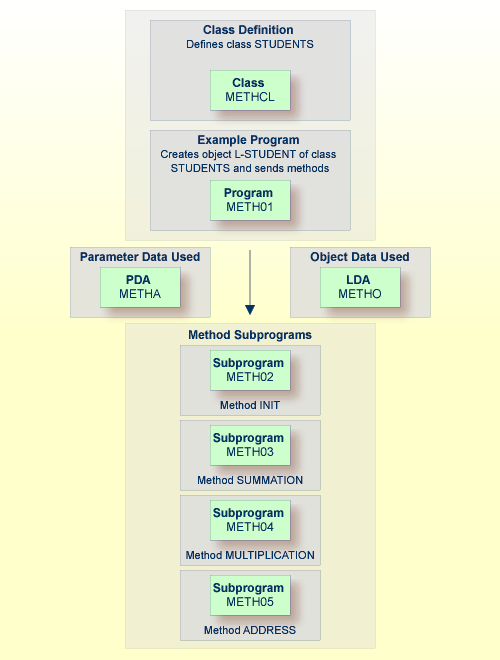 Class Definition
Defines class STUDENTS
Class
METHCL
Example Program
Creates object L-STUDENT of class
STUDENTS and sends methods
Program
METH01
Parameter Data Used
PDA
METHA
Object Data Used
LDA
METHO
Method Subprograms
Subprogram
METH02
Method INIT
Subprogram
METH03
Method SUMMATION
Subprogram
METH04
Method MULTIPLICATION
Subprogram
METH05
Method ADDRESS